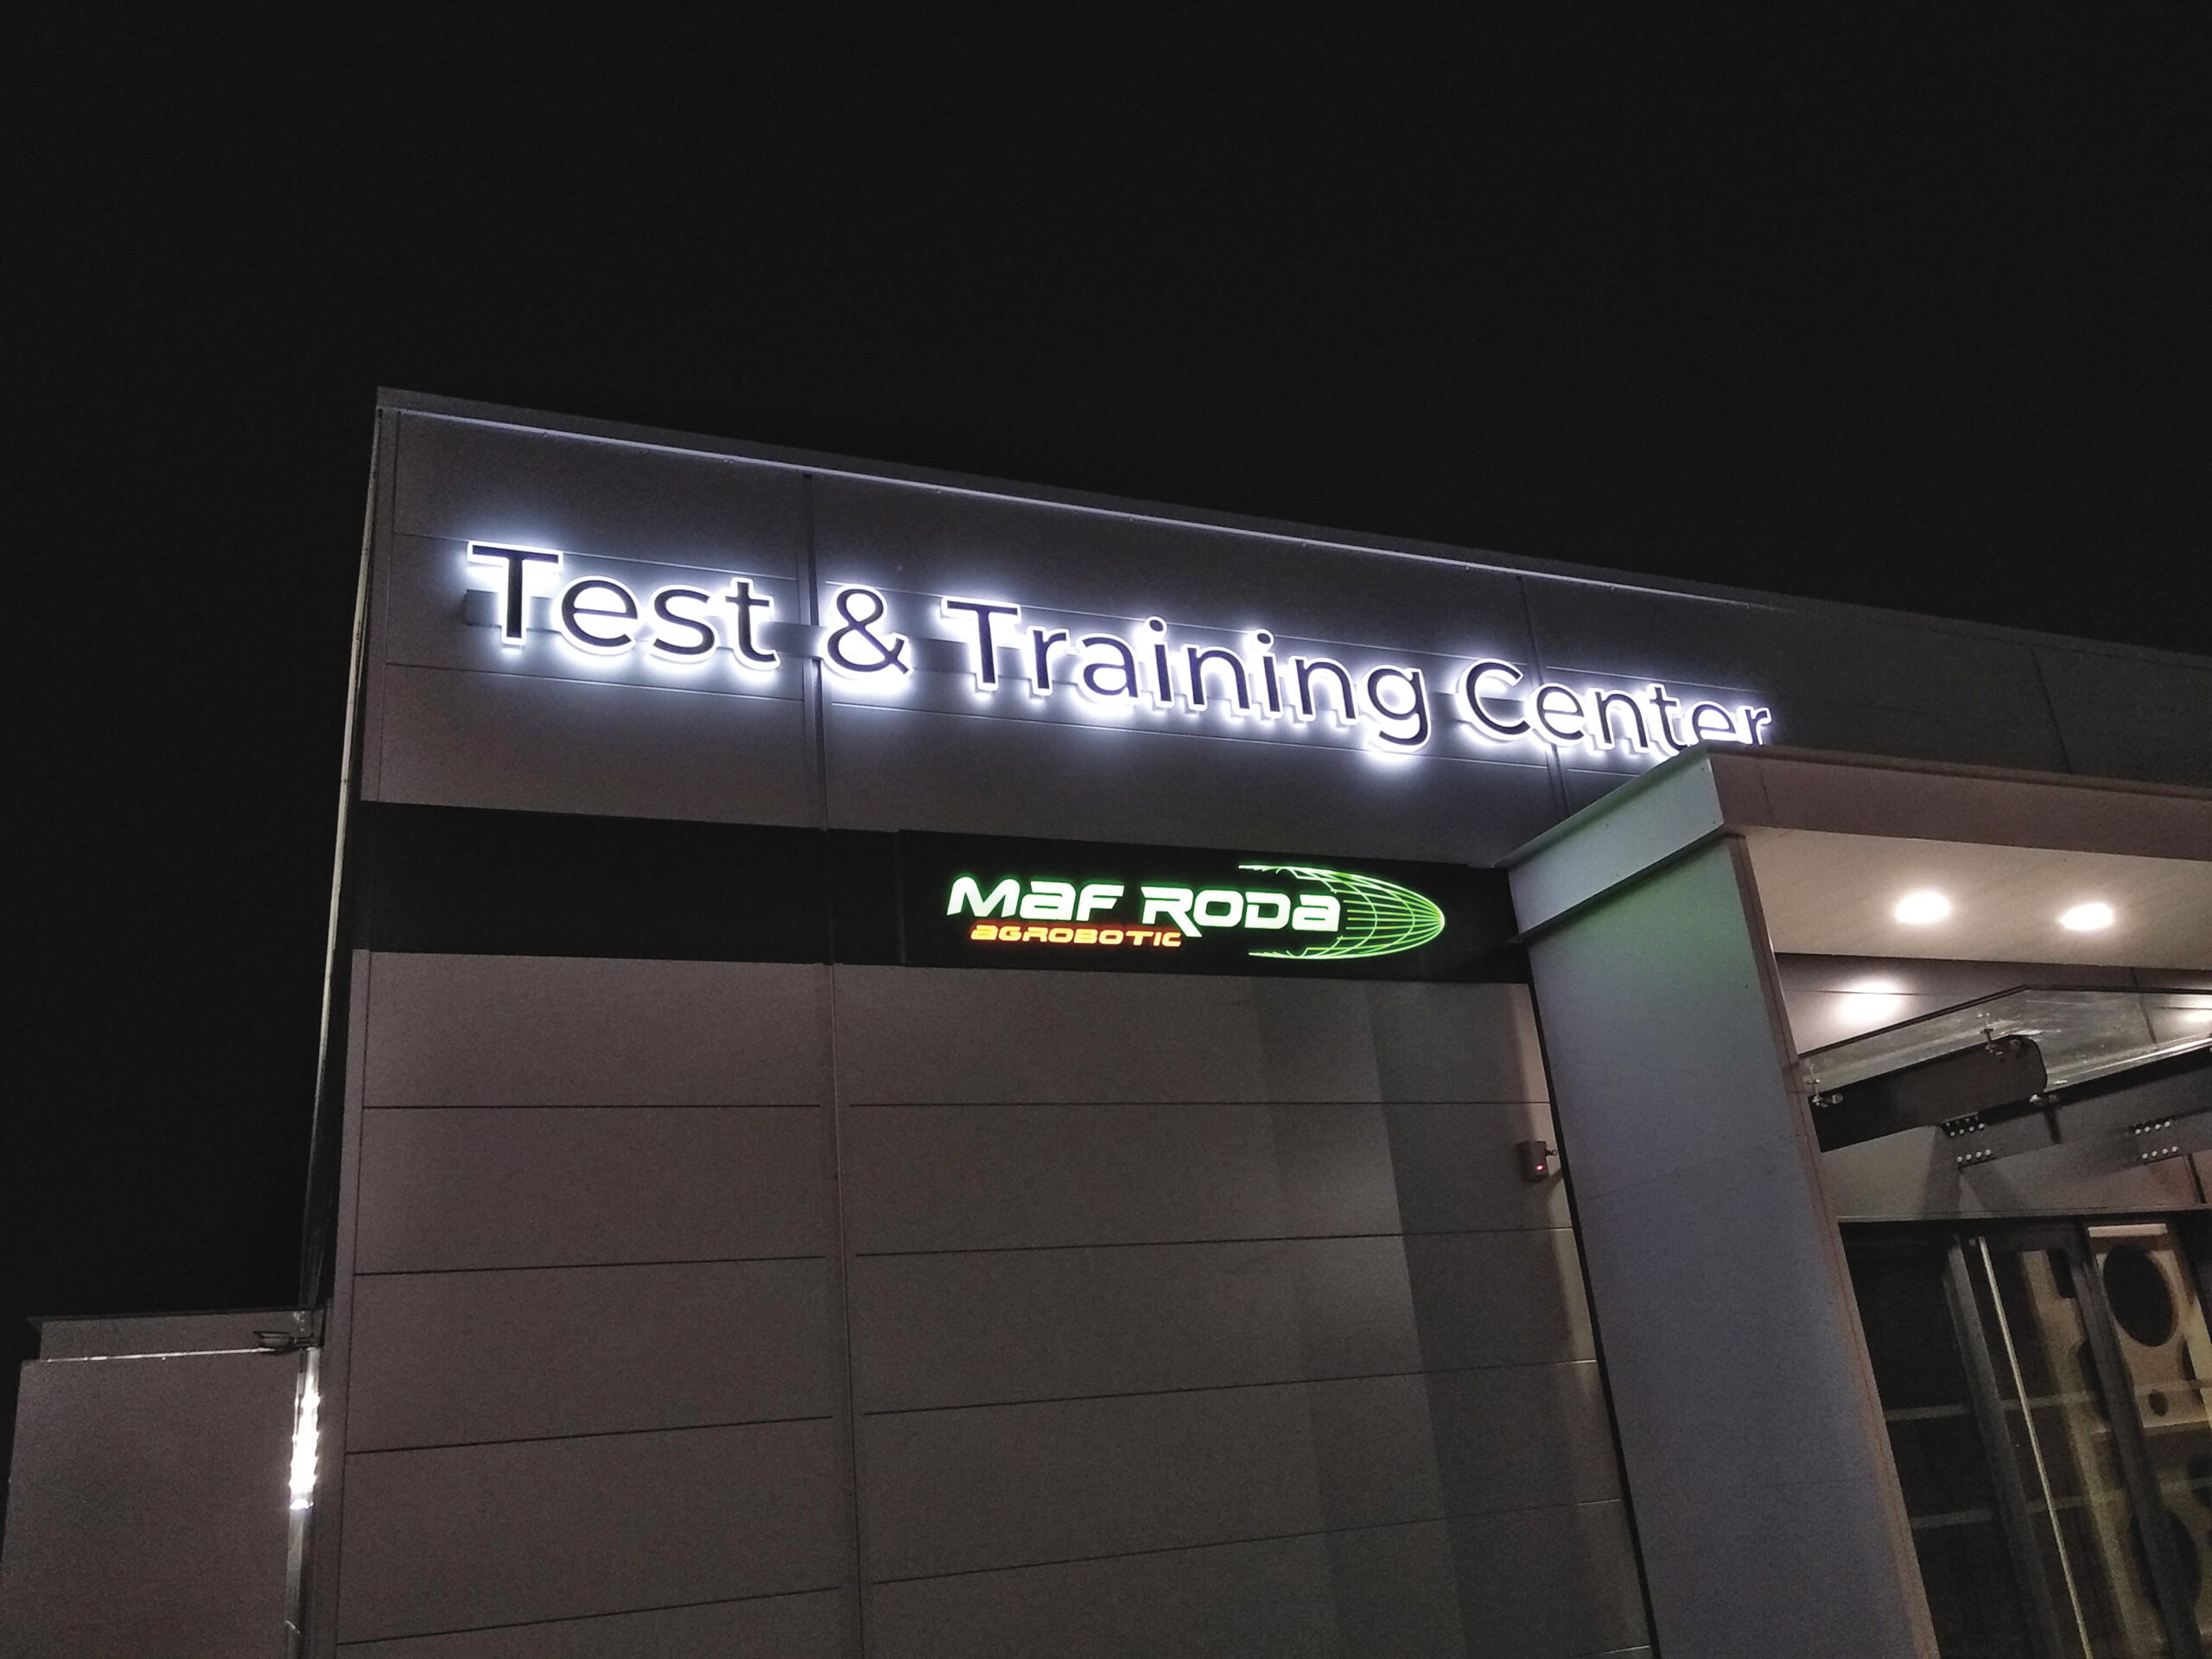 Test & Training Center
MAF RODA
AGROBOTIC